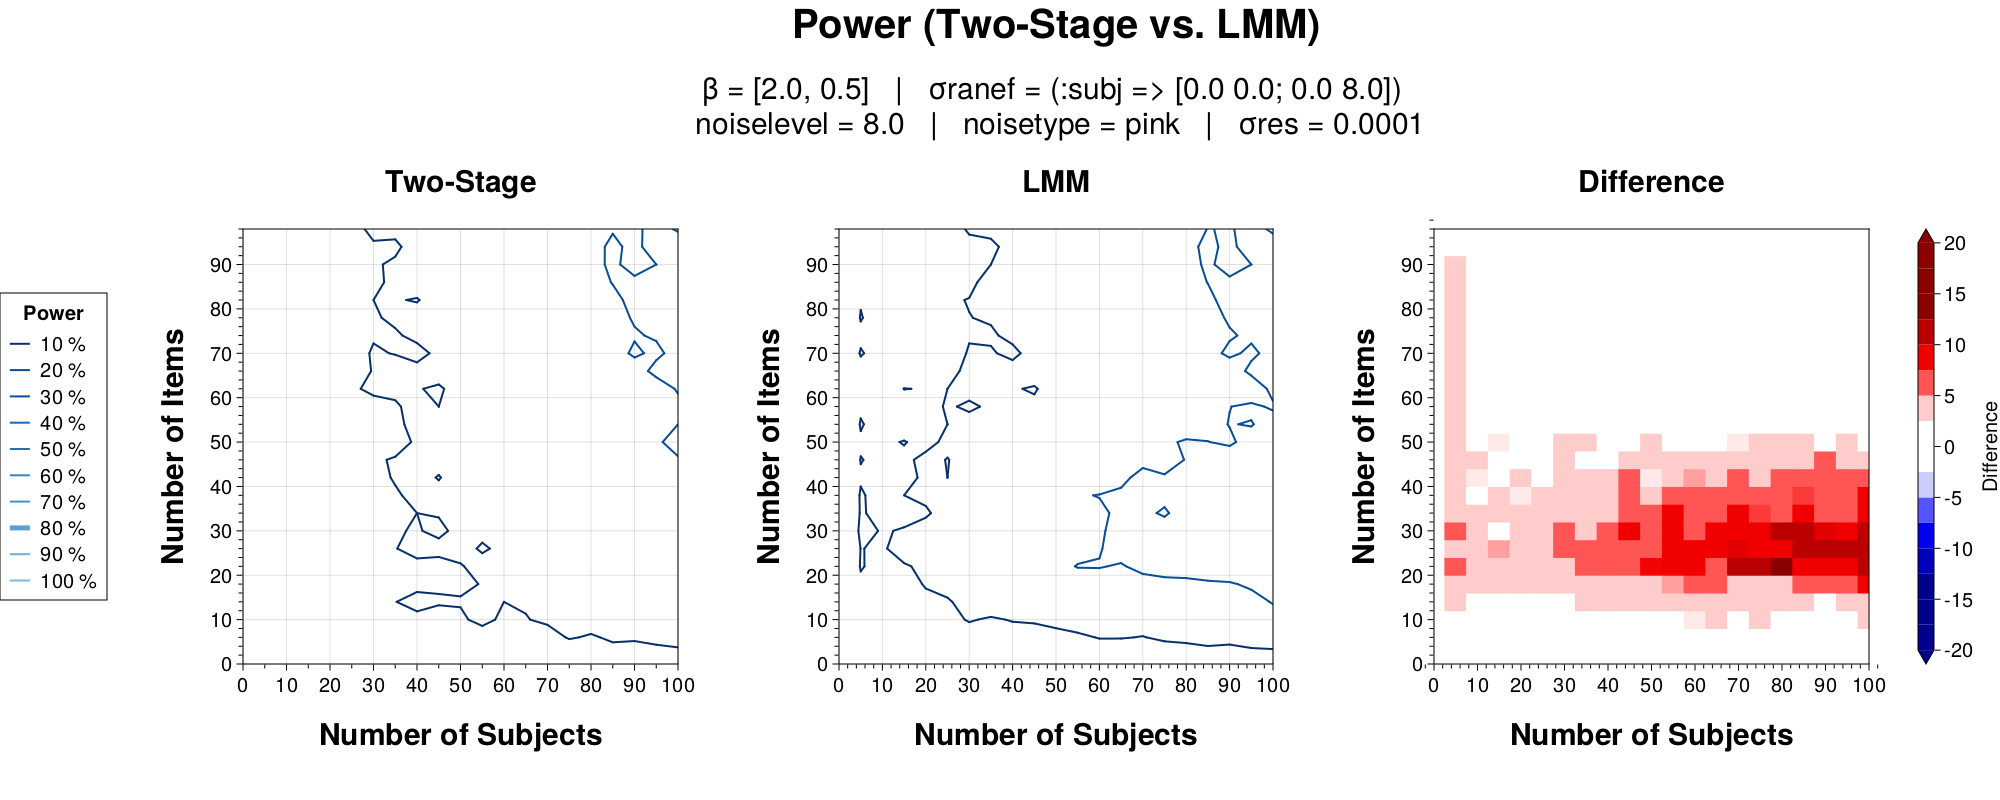 Power (Two-Stage vs. LMM)
β = [2.0, 0.5] | σranef = (:subj => [0.0 0.0; 0.0 8.0])
noiselevel = 8.0 | noisetype = pink | σres = 0.0001
Power
10 %
20 %
30 %
40 %
50 %
60 %
70 %
80 %
90 %
100 %
Two-Stage
Number of Items
90
80
70
60
50
40
30
20
10
0
0 10 20 30 40 50 60 70 80 90 100
Number of Subjects
LMM
Number of Items
90
80
70
60
50
40
30
20
10
0
0 10 20 30 40 50 60 70 80 90 100
Number of Subjects
Difference
Number of Items
90
80
70
60
50
40
30
20
10
0
0 10 20 30 40 50 60 70 80 90 100
Number of Subjects
20
15
10
5
0
-5
-10
-15
-20
Difference